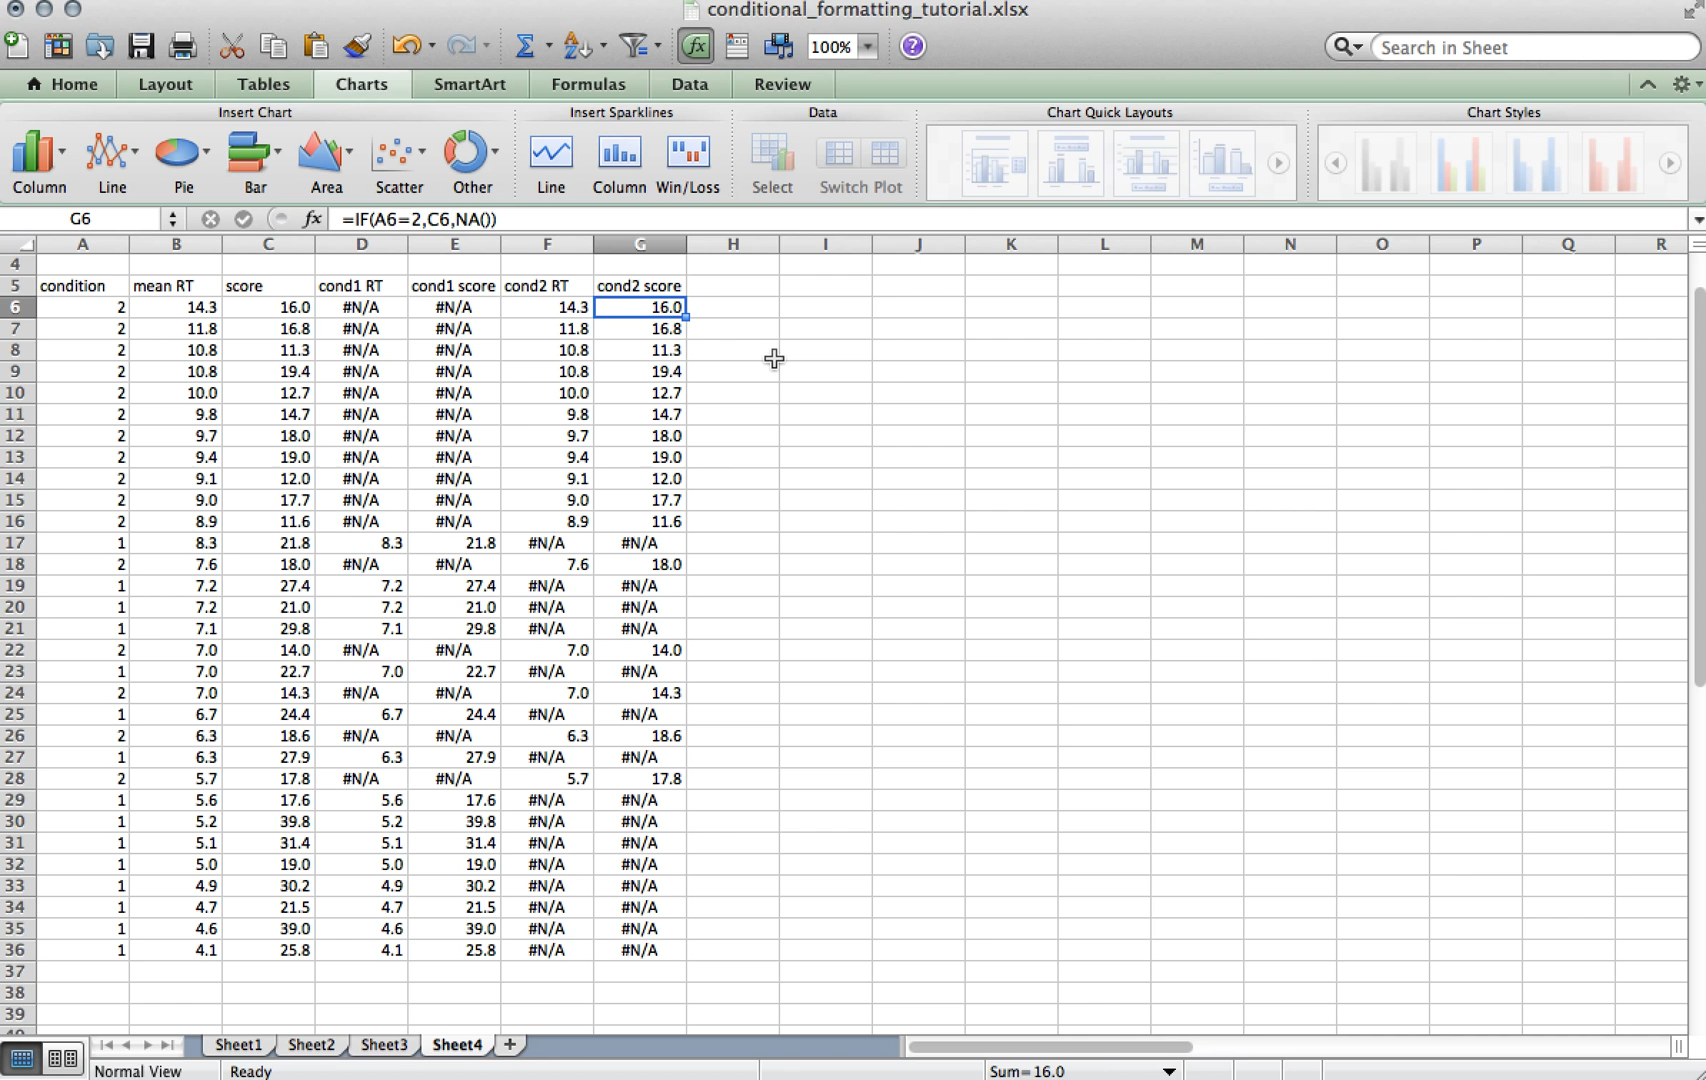 conditional_formatting_tutorial.xlsx
100% ? Search in Sheet
Home Layout Tables Charts SmartArt Formulas Data Review
Insert Chart Insert Sparklines Data Chart Quick Layouts Chart Styles
Column Line Pie Bar Area Scatter Other Line Column Win/Loss Select Switch Plot
G6 fx =IF(A6=2,C6,NA())
A B C D E F G H I J K L M N O P Q R
4
5 condition mean RT score cond1 RT cond1 score cond2 RT cond2 score
6 2 14.3 16.0 #N/A #N/A 14.3 16.0
7 2 11.8 16.8 #N/A #N/A 11.8 16.8
8 2 10.8 11.3 #N/A #N/A 10.8 11.3
9 2 10.8 19.4 #N/A #N/A 10.8 19.4
10 2 10.0 12.7 #N/A #N/A 10.0 12.7
11 2 9.8 14.7 #N/A #N/A 9.8 14.7
12 2 9.7 18.0 #N/A #N/A 9.7 18.0
13 2 9.4 19.0 #N/A #N/A 9.4 19.0
14 2 9.1 12.0 #N/A #N/A 9.1 12.0
15 2 9.0 17.7 #N/A #N/A 9.0 17.7
16 2 8.9 11.6 #N/A #N/A 8.9 11.6
17 1 8.3 21.8 8.3 21.8 #N/A #N/A
18 2 7.6 18.0 #N/A #N/A 7.6 18.0
19 1 7.2 27.4 7.2 27.4 #N/A #N/A
20 1 7.2 21.0 7.2 21.0 #N/A #N/A
21 1 7.1 29.8 7.1 29.8 #N/A #N/A
22 2 7.0 14.0 #N/A #N/A 7.0 14.0
23 1 7.0 22.7 7.0 22.7 #N/A #N/A
24 2 7.0 14.3 #N/A #N/A 7.0 14.3
25 1 6.7 24.4 6.7 24.4 #N/A #N/A
26 2 6.3 18.6 #N/A #N/A 6.3 18.6
27 1 6.3 27.9 6.3 27.9 #N/A #N/A
28 2 5.7 17.8 #N/A #N/A 5.7 17.8
29 1 5.6 17.6 5.6 17.6 #N/A #N/A
30 1 5.2 39.8 5.2 39.8 #N/A #N/A
31 1 5.1 31.4 5.1 31.4 #N/A #N/A
32 1 5.0 19.0 5.0 19.0 #N/A #N/A
33 1 4.9 30.2 4.9 30.2 #N/A #N/A
34 1 4.7 21.5 4.7 21.5 #N/A #N/A
35 1 4.6 39.0 4.6 39.0 #N/A #N/A
36 1 4.1 25.8 4.1 25.8 #N/A #N/A
37
38
39
Sheet1 Sheet2 Sheet3 Sheet4
Normal View Ready Sum=16.0